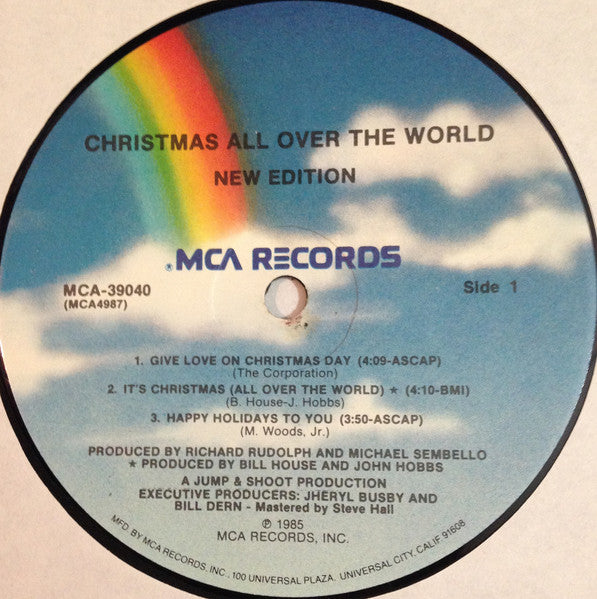 CHRISTMAS ALL OVER THE WORLD
NEW EDITION
®MCA RECORDS
MCA-39040
(MCA4987)
Side 1
1. GIVE LOVE ON CHRISTMAS DAY (4:09-ASCAP)
(The Corporation)
2. IT'S CHRISTMAS (ALL OVER THE WORLD) ★ (4:10-BMI)
(B. House-J. Hobbs)
3. HAPPY HOLIDAYS TO YOU (3:50-ASCAP)
(M. Woods, Jr.)
PRODUCED BY RICHARD RUDOLPH AND MICHAEL SEMBELLO
★ PRODUCED BY BILL HOUSE AND JOHN HOBBS
A JUMP & SHOOT PRODUCTION
EXECUTIVE PRODUCERS: JHERYL BUSBY AND
BILL DERN - Mastered by Steve Hall
℗ 1985
MCA RECORDS, INC.
MFD. BY MCA RECORDS, INC., 100 UNIVERSAL PLAZA, UNIVERSAL CITY, CALIF. 91608